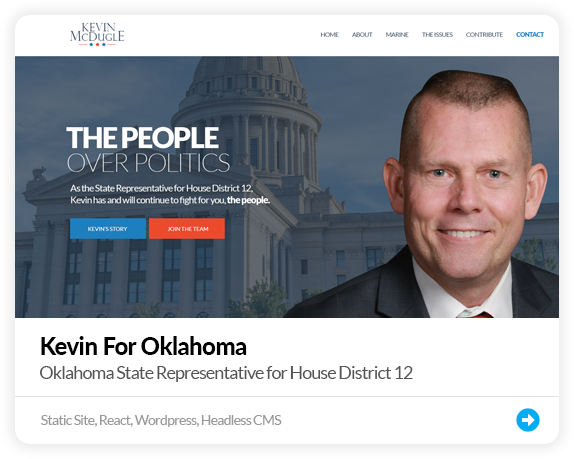 KEVIN
McDUGLE
HOME ABOUT MARINE THE ISSUES CONTRIBUTE CONTACT
THE PEOPLE
OVER POLITICS
As the State Representative for House District 12,
Kevin has and will continue to fight for you, the people.
KEVIN'S STORY JOIN THE TEAM
Kevin For Oklahoma
Oklahoma State Representative for House District 12
Static Site, React, Wordpress, Headless CMS